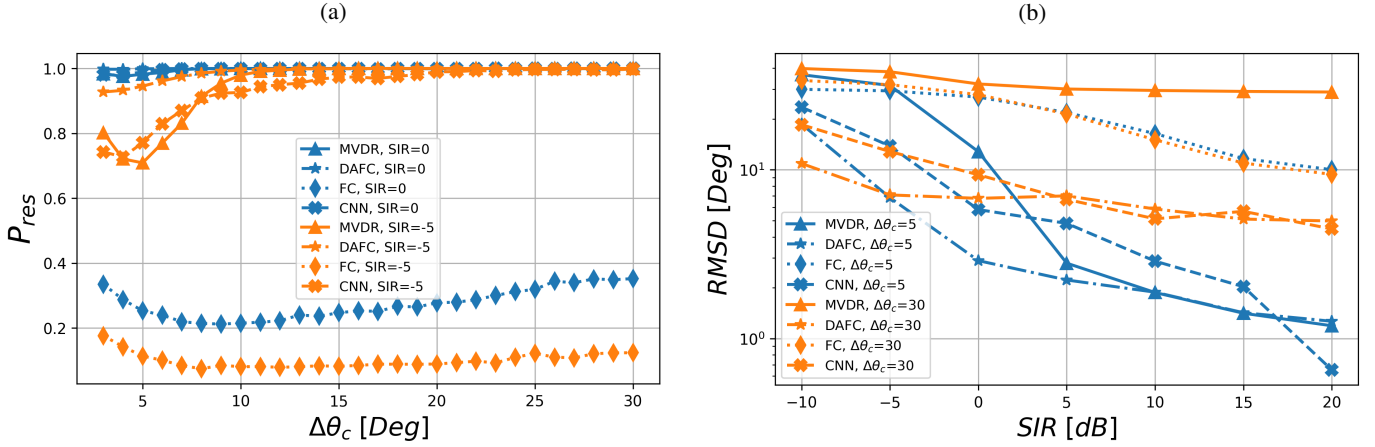 (a)
1.0
0.8
0.6
0.4
0.2
P_res
5
10
15
20
25
30
Δθ_c [Deg]
MVDR, SIR=0
DAFC, SIR=0
FC, SIR=0
CNN, SIR=0
MVDR, SIR=-5
DAFC, SIR=-5
FC, SIR=-5
CNN, SIR=-5
(b)
10¹
10⁰
RMSD [Deg]
−10
−5
0
5
10
15
20
SIR [dB]
MVDR, Δθ_c=5
DAFC, Δθ_c=5
FC, Δθ_c=5
CNN, Δθ_c=5
MVDR, Δθ_c=30
DAFC, Δθ_c=30
FC, Δθ_c=30
CNN, Δθ_c=30